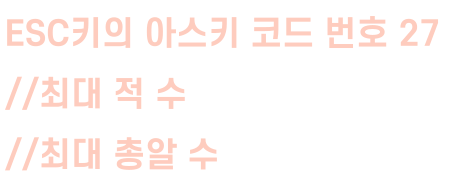 ESC키의 아스키 코드 번호 27
//최대 적 수
//최대 총알 수